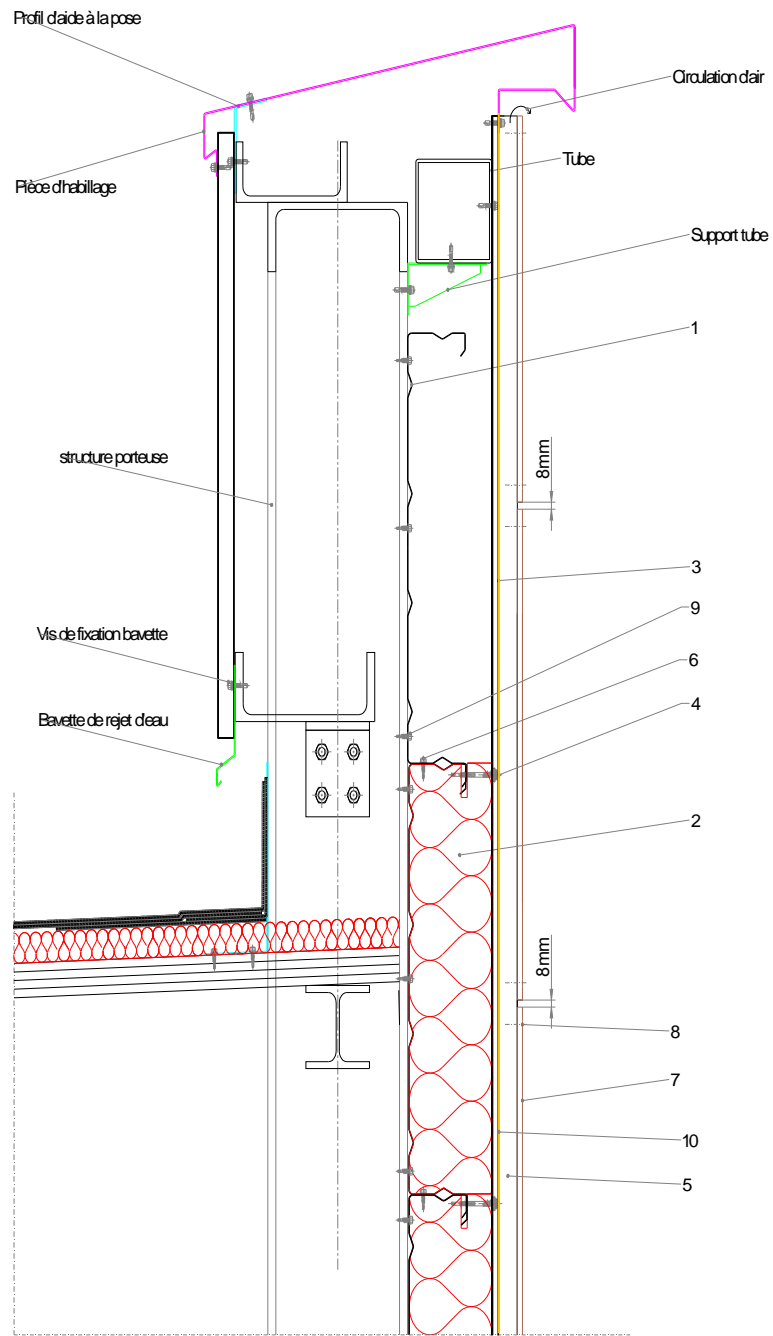 Profil d'aide à la pose
Circulation d'air
Tube
Pièce d'habillage
Support tube
1
8mm
structure porteuse
3
9
Vis de fixation bavette
6
4
Bavette de rejet d'eau
2
8mm
8
7
10
5